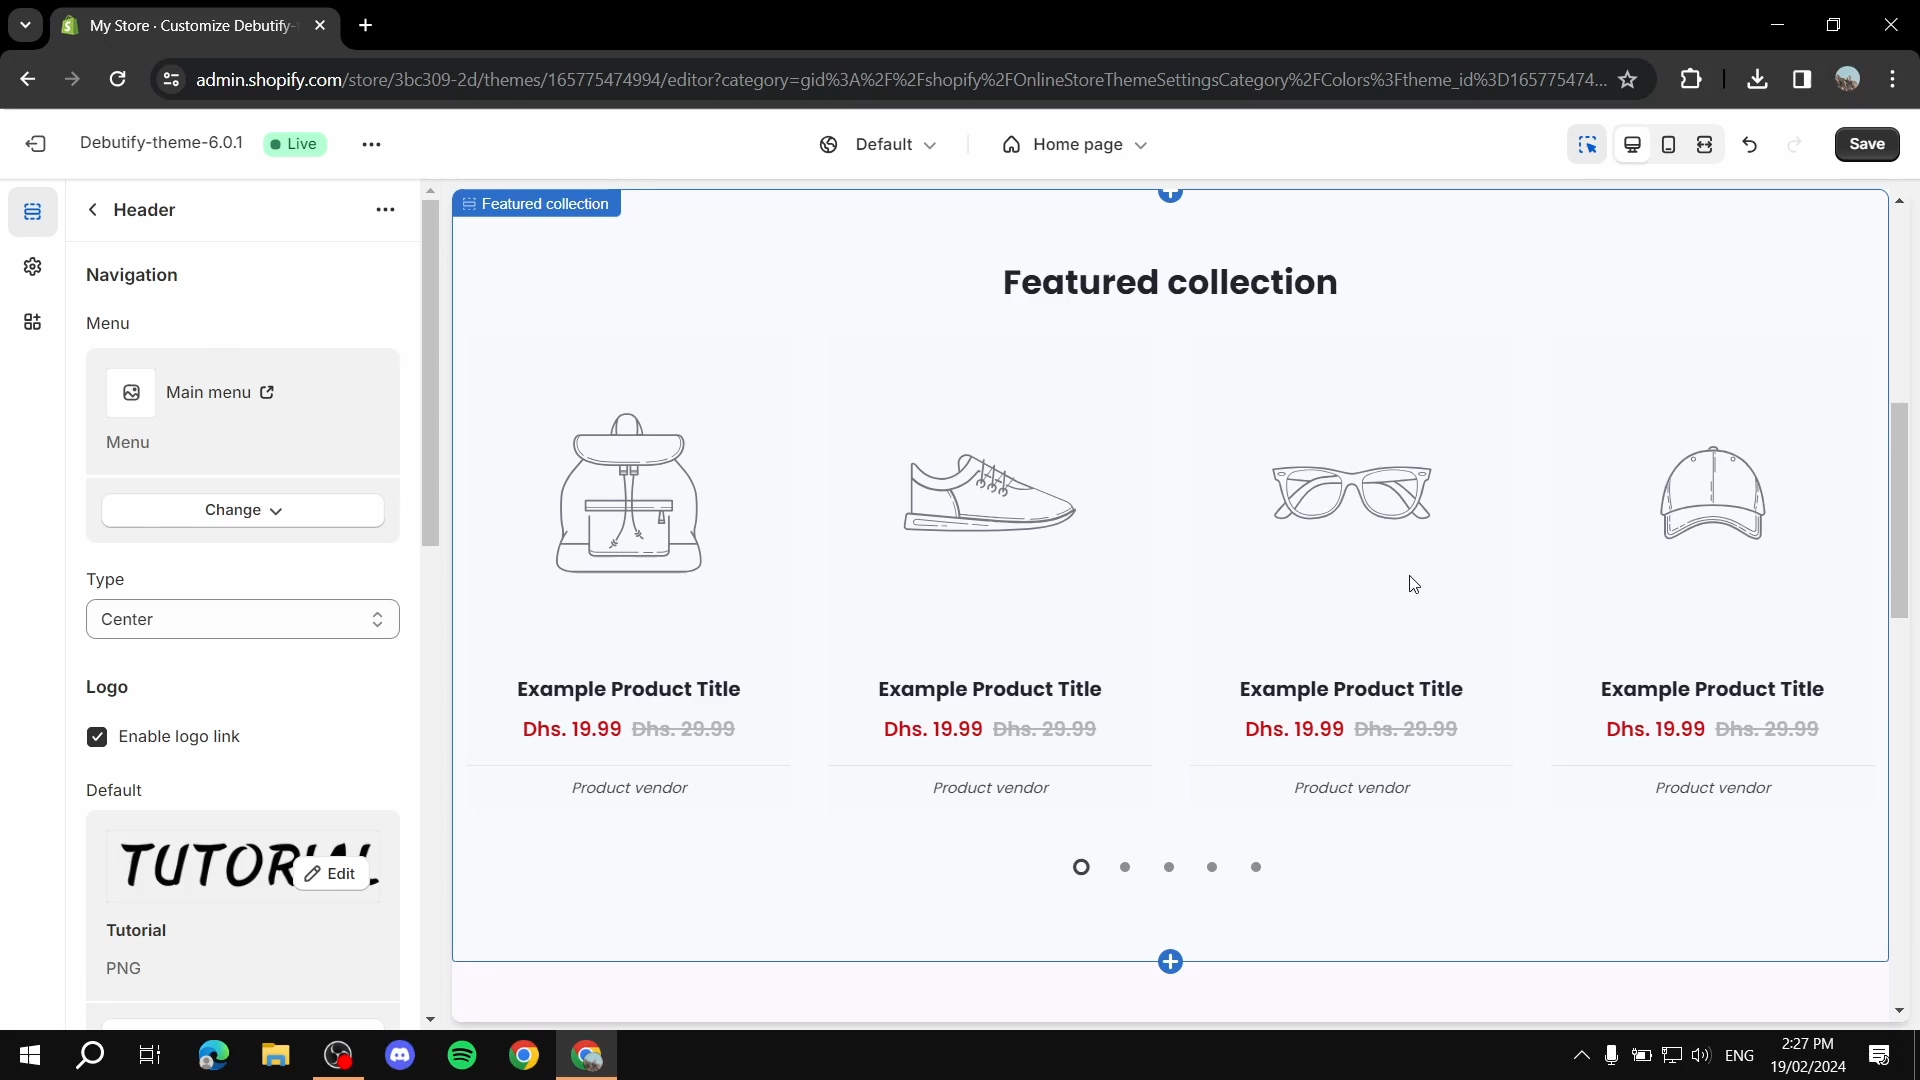 My Store · Customize Debutify-
admin.shopify.com/store/3bc309-2d/themes/165775474994/editor?category=gid%3A%2F%2Fshopify%2FOnlineStoreThemeSettingsCategory%2FColors%3Ftheme_id%3D165775474...
Debutify-theme-6.0.1 Live Default Home page Save
Header
Navigation
Menu
Main menu
Menu
Change
Type
Center
Logo
Enable logo link
Default
TUTORIAL
Edit
Tutorial
PNG
Featured collection
Featured collection
Example Product Title Example Product Title Example Product Title Example Product Title
Dhs. 19.99 Dhs. 29.99 Dhs. 19.99 Dhs. 29.99 Dhs. 19.99 Dhs. 29.99 Dhs. 19.99 Dhs. 29.99
Product vendor Product vendor Product vendor Product vendor
ENG
2:27 PM
19/02/2024